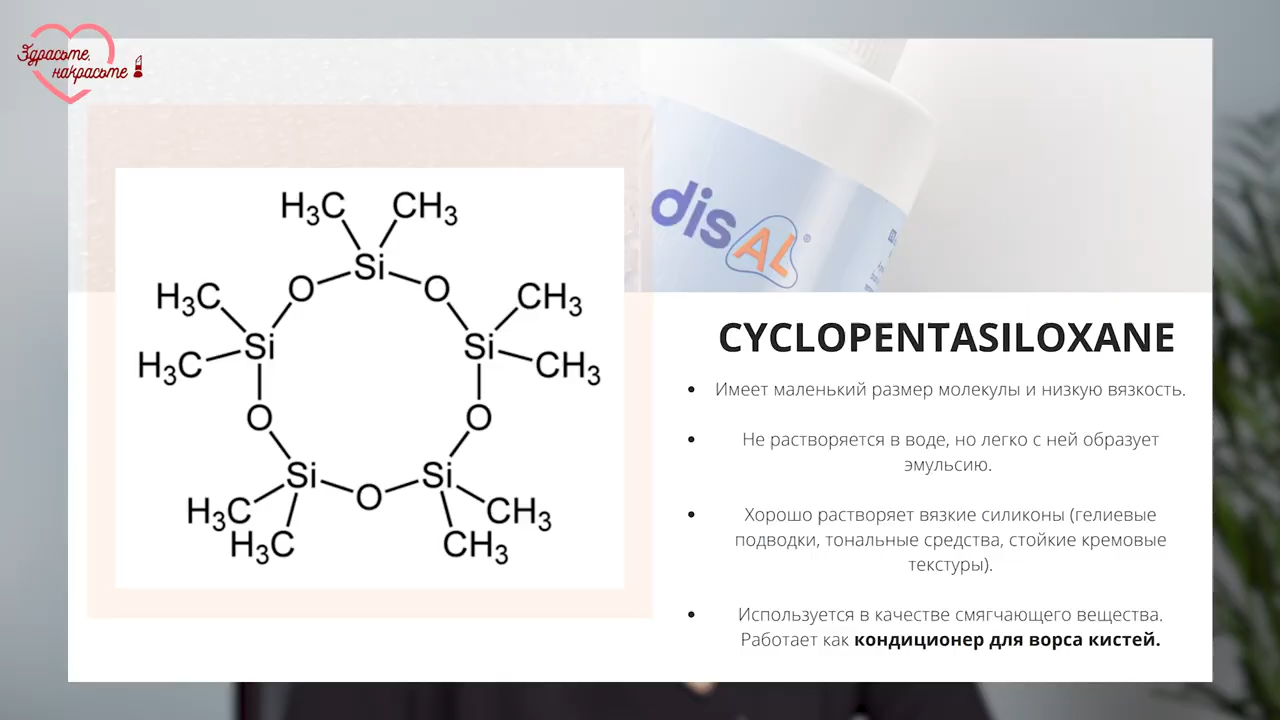 Здрасьте,
накрасьте
disAL®
H₃C CH₃
Si
O O
H₃C CH₃
Si Si
H₃C CH₃
O O
Si Si
O
H₃C CH₃
H₃C CH₃
CYCLOPENTASILOXANE
• Имеет маленький размер молекулы и низкую вязкость.
• Не растворяется в воде, но легко с ней образует
эмульсию.
• Хорошо растворяет вязкие силиконы (гелиевые
подводки, тональные средства, стойкие кремовые
текстуры).
• Используется в качестве смягчающего вещества.
Работает как кондиционер для ворса кистей.